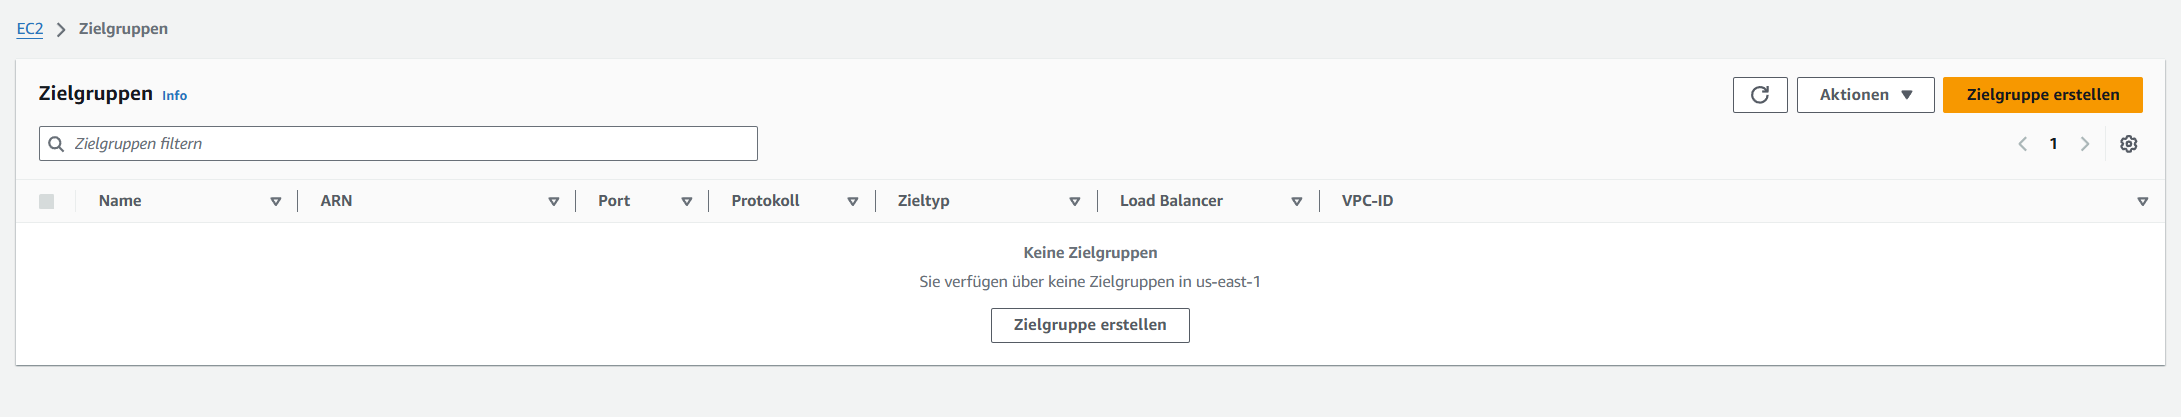 EC2 Zielgruppen
Zielgruppen Info
Aktionen Zielgruppe erstellen
Zielgruppen filtern
1
Name ARN Port Protokoll Zieltyp Load Balancer VPC-ID
Keine Zielgruppen
Sie verfügen über keine Zielgruppen in us-east-1
Zielgruppe erstellen